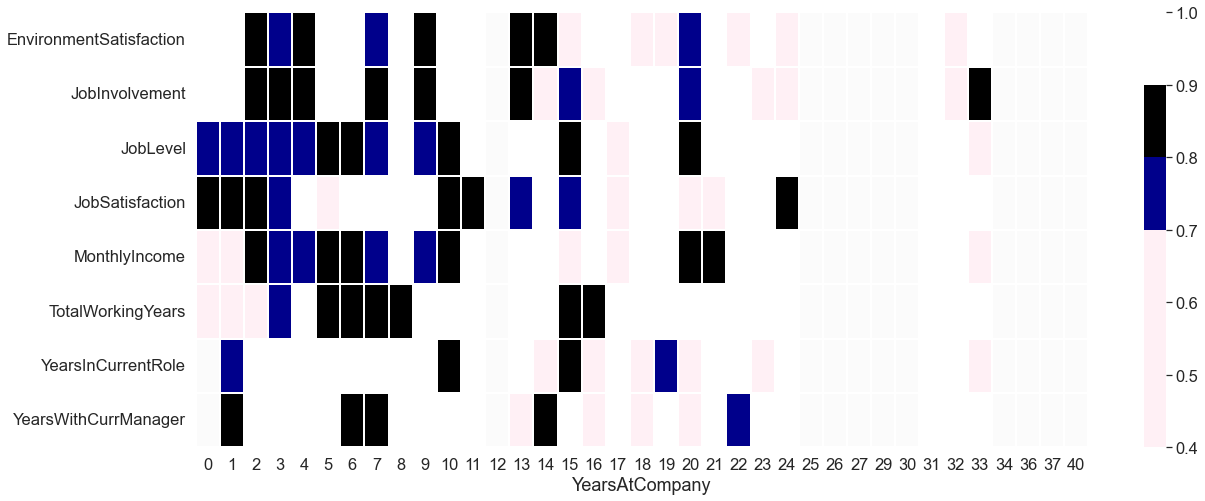 EnvironmentSatisfaction
JobInvolvement
JobLevel
JobSatisfaction
MonthlyIncome
TotalWorkingYears
YearsInCurrentRole
YearsWithCurrManager
0 1 2 3 4 5 6 7 8 9 10 11 12 13 14 15 16 17 18 19 20 21 22 23 24 25 26 27 29 30 31 32 33 34 36 37 40
YearsAtCompany
1.0
0.9
0.8
0.7
0.6
0.5
0.4